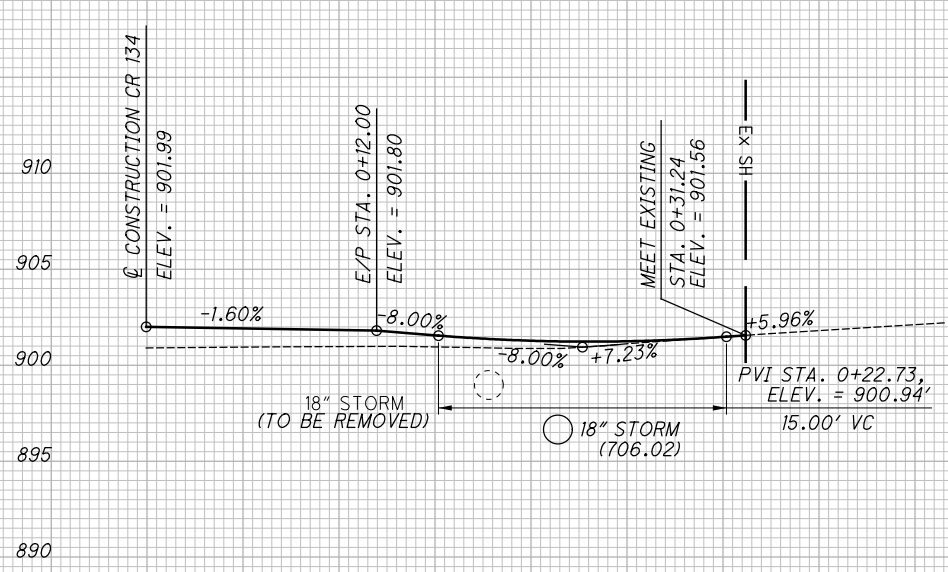 ℄ CONSTRUCTION CR 134
ELEV. = 901.99
E/P STA. 0+12.00
ELEV. = 901.80
MEET EXISTING
STA. 0+31.24
ELEV. = 901.56
Ex SH
910
905
900
895
890
-1.60%
-8.00%
+5.96%
-8.00%
+7.23%
PVI STA. 0+22.73,
ELEV. = 900.94'
15.00' VC
18" STORM
(TO BE REMOVED)
18" STORM
(706.02)